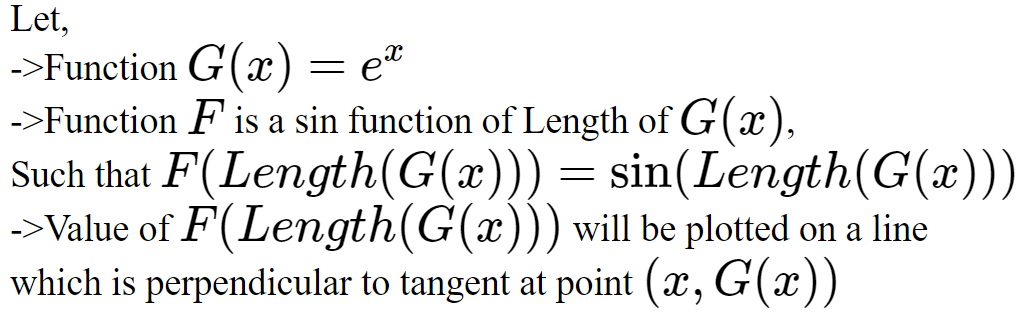 Let,
->Function G(x) = e^x
->Function F is a sin function of Length of G(x),
Such that F(Length(G(x))) = sin(Length(G(x)))
->Value of F(Length(G(x))) will be plotted on a line
which is perpendicular to tangent at point (x, G(x))